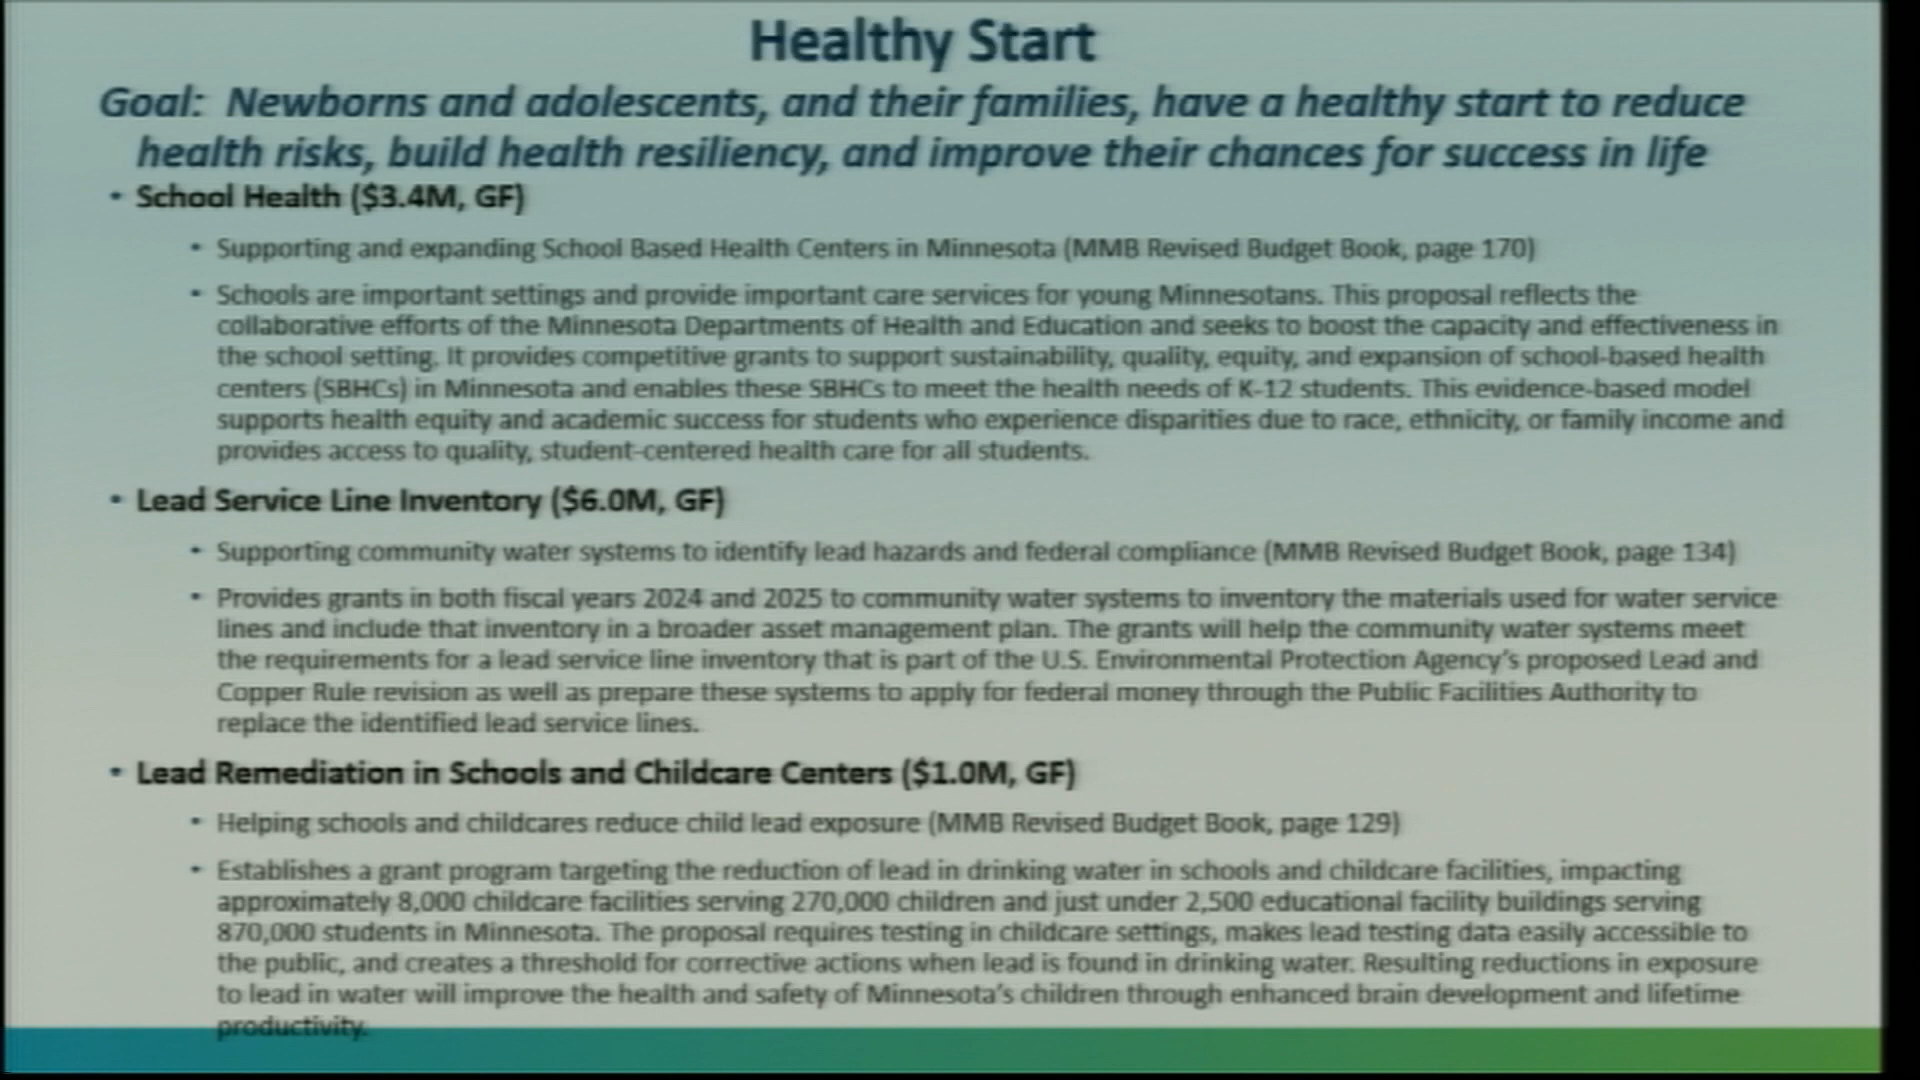 Healthy Start
Goal: Newborns and adolescents, and their families, have a healthy start to reduce
health risks, build health resiliency, and improve their chances for success in life
• School Health ($3.4M, GF)
• Supporting and expanding School Based Health Centers in Minnesota (MMB Revised Budget Book, page 170)
• Schools are important settings and provide important care services for young Minnesotans. This proposal reflects the
collaborative efforts of the Minnesota Departments of Health and Education and seeks to boost the capacity and effectiveness in
the school setting. It provides competitive grants to support sustainability, quality, equity, and expansion of school-based health
centers (SBHCs) in Minnesota and enables these SBHCs to meet the health needs of K-12 students. This evidence-based model
supports health equity and academic success for students who experience disparities due to race, ethnicity, or family income and
provides access to quality, student-centered health care for all students.
• Lead Service Line Inventory ($6.0M, GF)
• Supporting community water systems to identify lead hazards and federal compliance (MMB Revised Budget Book, page 134)
• Provides grants in both fiscal years 2024 and 2025 to community water systems to inventory the materials used for water service
lines and include that inventory in a broader asset management plan. The grants will help the community water systems meet
the requirements for a lead service line inventory that is part of the U.S. Environmental Protection Agency's proposed Lead and
Copper Rule revision as well as prepare these systems to apply for federal money through the Public Facilities Authority to
replace the identified lead service lines.
• Lead Remediation in Schools and Childcare Centers ($1.0M, GF)
• Helping schools and childcares reduce child lead exposure (MMB Revised Budget Book, page 129)
• Establishes a grant program targeting the reduction of lead in drinking water in schools and childcare facilities, impacting
approximately 8,000 childcare facilities serving 270,000 children and just under 2,500 educational facility buildings serving
870,000 students in Minnesota. The proposal requires testing in childcare settings, makes lead testing data easily accessible to
the public, and creates a threshold for corrective actions when lead is found in drinking water. Resulting reductions in exposure
to lead in water will improve the health and safety of Minnesota's children through enhanced brain development and lifetime
productivity.